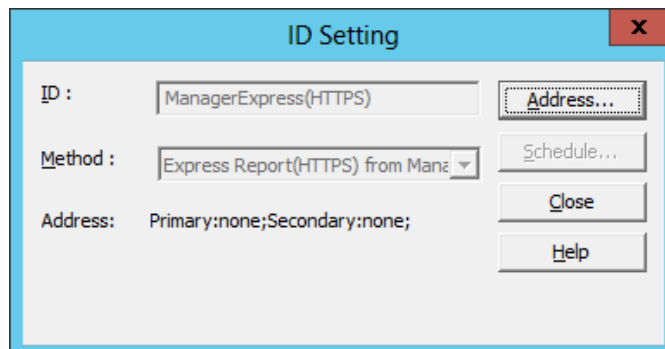 ID Setting
x
ID :
ManagerExpress(HTTPS)
Address...
Method :
Express Report(HTTPS) from Mana
Schedule...
Address:
Primary:none;Secondary:none;
Close
Help